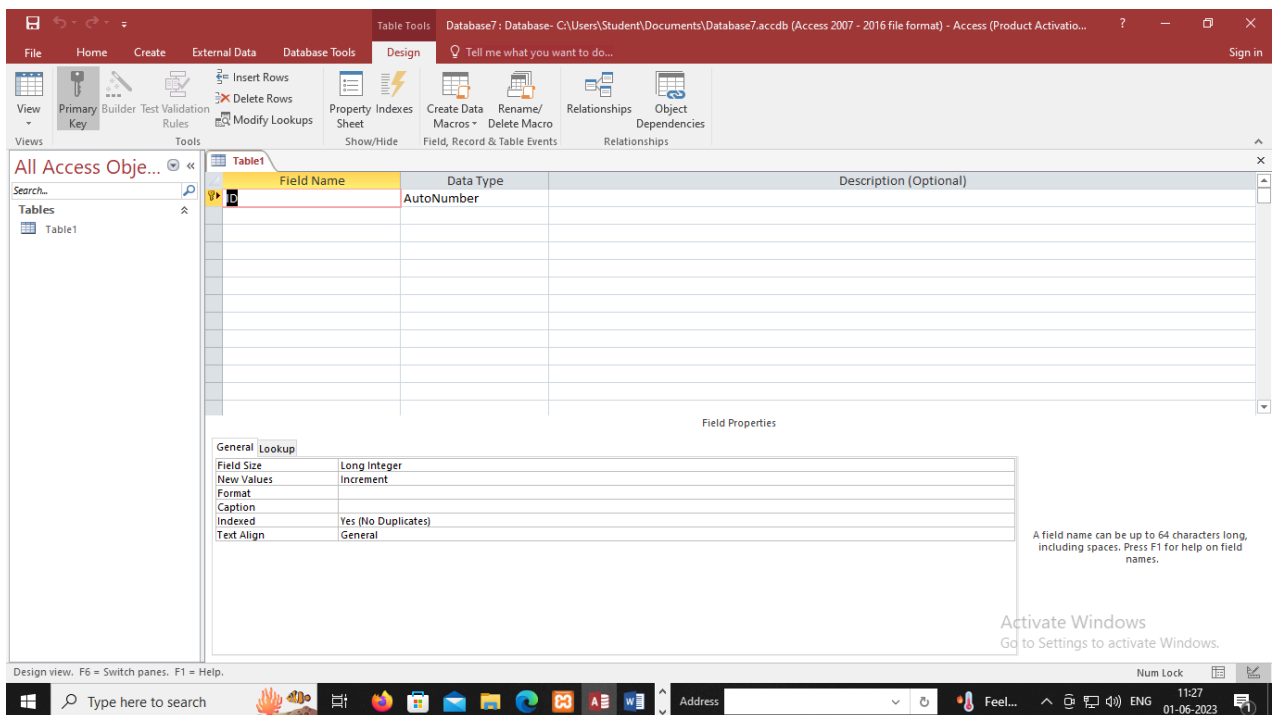 Table Tools
Database7 : Database- C:\Users\Student\Documents\Database7.accdb (Access 2007 - 2016 file format) - Access (Product Activatio...
?
File Home Create External Data Database Tools Design Tell me what you want to do... Sign in
View
Primary Key
Builder
Test Validation Rules
Insert Rows
Delete Rows
Modify Lookups
Property Sheet
Indexes
Create Data Macros
Rename/ Delete Macro
Relationships
Object Dependencies
Views Tools Show/Hide Field, Record & Table Events Relationships
All Access Obje... «
Search...
Tables
Table1
Table1
Field Name Data Type Description (Optional)
ID AutoNumber
Field Properties
General Lookup
Field Size Long Integer
New Values Increment
Format
Caption
Indexed Yes (No Duplicates)
Text Align General
A field name can be up to 64 characters long,
including spaces. Press F1 for help on field
names.
Activate Windows
Go to Settings to activate Windows.
Design view. F6 = Switch panes. F1 = Help. Num Lock
Type here to search Address Feel... ENG 11:27
01-06-2023